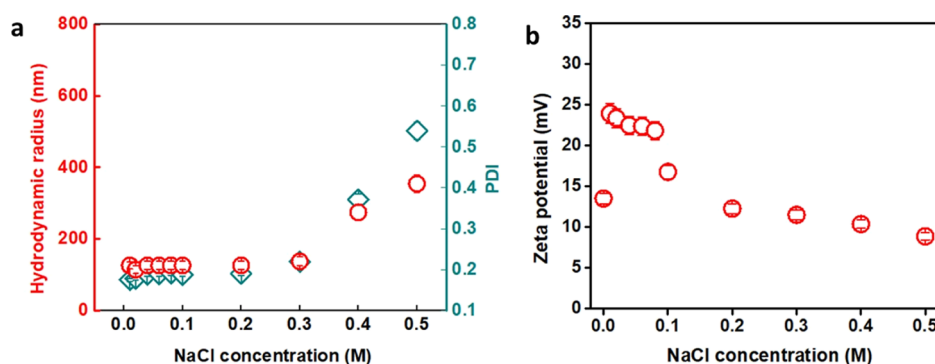 a
800
600
400
200
0
Hydrodynamic radius (nm)
0.8
0.7
0.6
0.5
0.4
0.3
0.2
0.1
PDI
0.0 0.1 0.2 0.3 0.4 0.5
NaCl concentration (M)
b
35
30
25
20
15
10
5
0
Zeta potential (mV)
0.0 0.1 0.2 0.3 0.4 0.5
NaCl concentration (M)